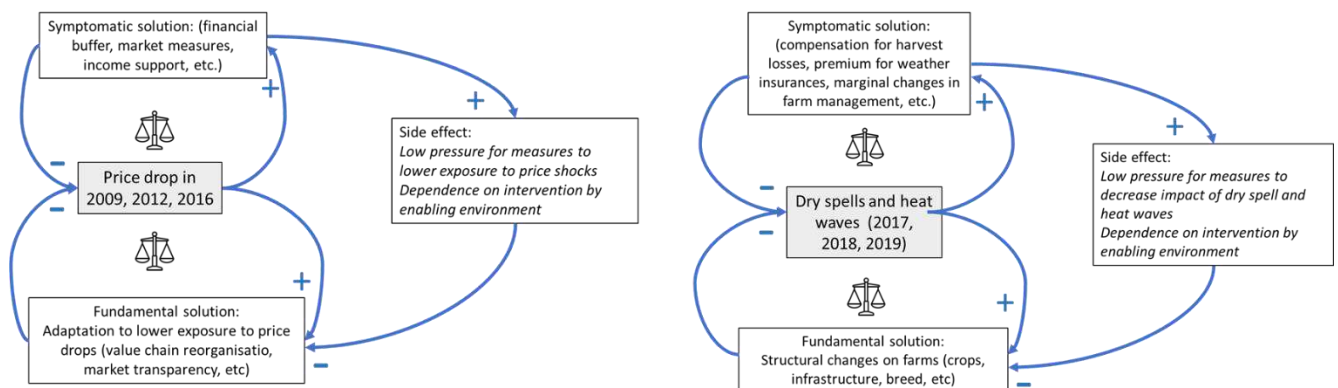 Symptomatic solution: (financial
buffer, market measures,
income support, etc.)
+
+
Side effect:
Low pressure for measures to
lower exposure to price shocks
Dependence on intervention by
enabling environment
−
Price drop in
2009, 2012, 2016
−
+
Fundamental solution:
Adaptation to lower exposure to price
drops (value chain reorganisatio,
market transparency, etc)
−
Symptomatic solution:
(compensation for harvest
losses, premium for weather
insurances, marginal changes in
farm management, etc.)
+
+
Side effect:
Low pressure for measures to
decrease impact of dry spell and
heat waves
Dependence on intervention by
enabling environment
−
Dry spells and heat
waves (2017,
2018, 2019)
−
+
Fundamental solution:
Structural changes on farms (crops,
infrastructure, breed, etc)
−